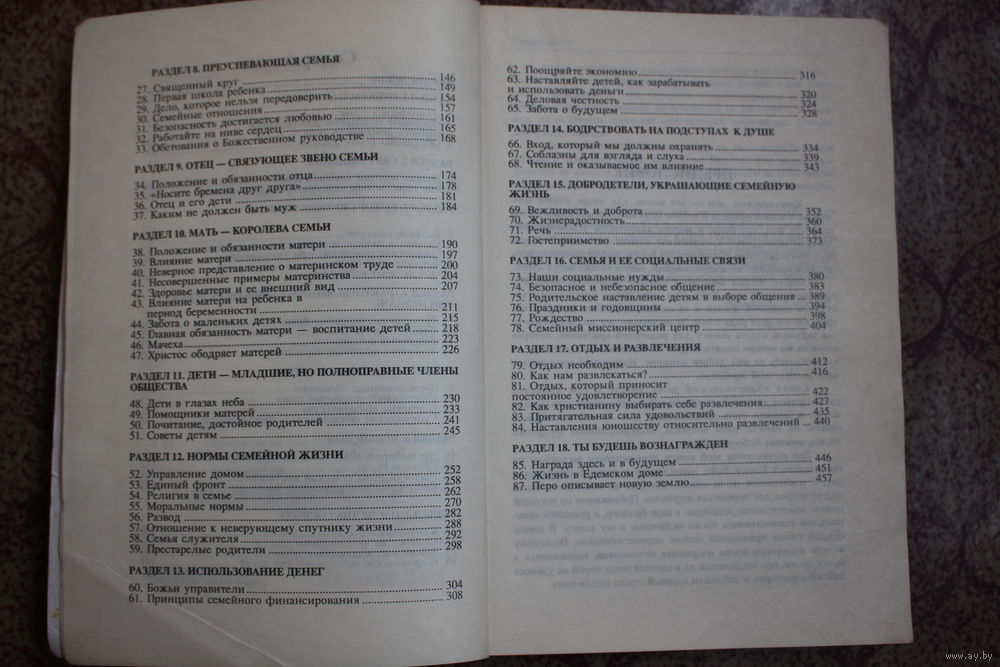 РАЗДЕЛ 8. ПРЕУСПЕВАЮЩАЯ СЕМЬЯ
27. Священный круг 146
28. Первая школа ребенка 149
29. Дело, которое нельзя передоверить 154
30. Семейные отношения 157
31. Безопасность достигается любовью 161
32. Работайте на ниве сердец 165
33. Обетования о Божественном руководстве 168
РАЗДЕЛ 9. ОТЕЦ — СВЯЗУЮЩЕЕ ЗВЕНО СЕМЬИ
34. Положение и обязанности отца 174
35. «Носите бремена друг друга» 178
36. Отец и его дети 181
37. Каким не должен быть муж 184
РАЗДЕЛ 10. МАТЬ — КОРОЛЕВА СЕМЬИ
38. Положение и обязанности матери 190
39. Влияние матери 197
40. Неверное представление о материнском труде 200
41. Несовершенные примеры материнства 204
42. Здоровье матери и ее внешний вид 207
43. Влияние матери на ребенка в
период беременности 211
44. Забота о маленьких детях 215
45. Главная обязанность матери — воспитание детей 218
46. Мачеха 223
47. Христос ободряет матерей 226
РАЗДЕЛ 11. ДЕТИ — МЛАДШИЕ, НО ПОЛНОПРАВНЫЕ ЧЛЕНЫ
ОБЩЕСТВА
48. Дети в глазах неба 230
49. Помощники матерей 233
50. Почитание, достойное родителей 241
51. Советы детям 245
РАЗДЕЛ 12. НОРМЫ СЕМЕЙНОЙ ЖИЗНИ
52. Управление домом 252
53. Единый фронт 258
54. Религия в семье 262
55. Моральные нормы 270
56. Развод 282
57. Отношение к неверующему спутнику жизни 288
58. Семья служителя 292
59. Престарелые родители 298
РАЗДЕЛ 13. ИСПОЛЬЗОВАНИЕ ДЕНЕГ
60. Божьи управители 304
61. Принципы семейного финансирования 308
62. Поощряйте экономию 316
63. Наставляйте детей, как зарабатывать
и использовать деньги 320
64. Деловая честность 324
65. Забота о будущем 328
РАЗДЕЛ 14. БОДРСТВОВАТЬ НА ПОДСТУПАХ К ДУШЕ
66. Вход, который мы должны охранять 334
67. Соблазны для взгляда и слуха 339
68. Чтение и оказываемое им влияние 343
РАЗДЕЛ 15. ДОБРОДЕТЕЛИ, УКРАШАЮЩИЕ СЕМЕЙНУЮ
ЖИЗНЬ
69. Вежливость и доброта 352
70. Жизнерадостность 360
71. Речь 364
72. Гостеприимство 373
РАЗДЕЛ 16. СЕМЬЯ И ЕЕ СОЦИАЛЬНЫЕ СВЯЗИ
73. Наши социальные нужды 380
74. Безопасное и небезопасное общение 383
75. Родительское наставление детям в выборе общения 389
76. Праздники и годовщины 394
77. Рождество 398
78. Семейный миссионерский центр 404
РАЗДЕЛ 17. ОТДЫХ И РАЗВЛЕЧЕНИЯ
79. Отдых необходим 412
80. Как нам развлекаться? 416
81. Отдых, который приносит
постоянное удовлетворение 422
82. Как христианину выбирать себе развлечения 427
83. Притягательная сила удовольствий 435
84. Наставления юношеству относительно развлечений 440
РАЗДЕЛ 18. ТЫ БУДЕШЬ ВОЗНАГРАЖДЕН
85. Награда здесь и в будущем 446
86. Жизнь в Едемском доме 451
87. Перо описывает новую землю 457
www.ay.by